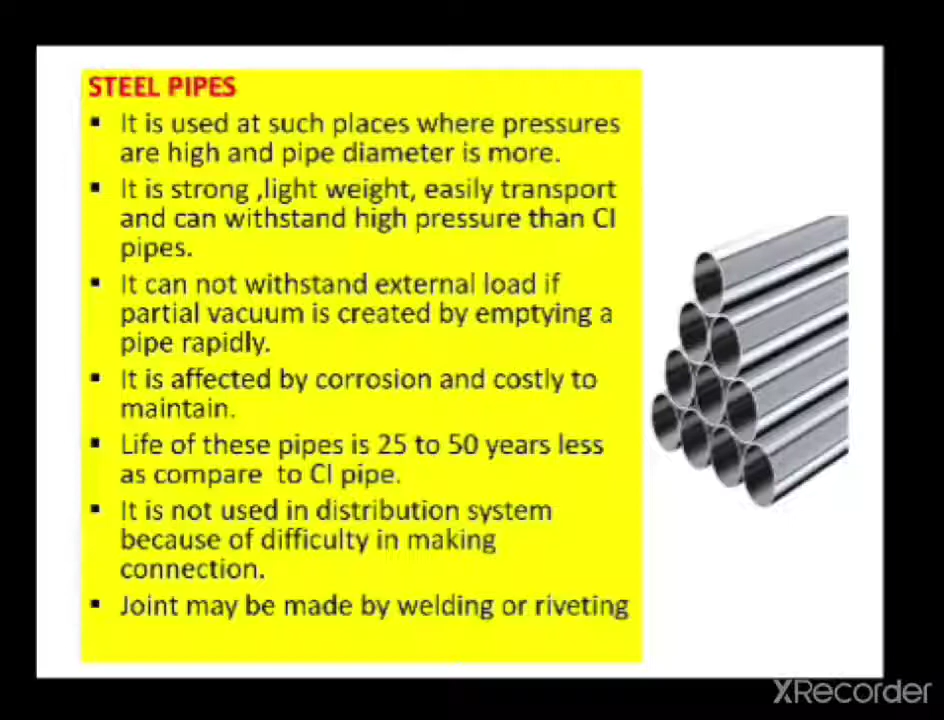 STEEL PIPES
▪ It is used at such places where pressures
are high and pipe diameter is more.
▪ It is strong ,light weight, easily transport
and can withstand high pressure than CI
pipes.
▪ It can not withstand external load if
partial vacuum is created by emptying a
pipe rapidly.
▪ It is affected by corrosion and costly to
maintain.
▪ Life of these pipes is 25 to 50 years less
as compare to CI pipe.
▪ It is not used in distribution system
because of difficulty in making
connection.
▪ Joint may be made by welding or riveting
XRecorder